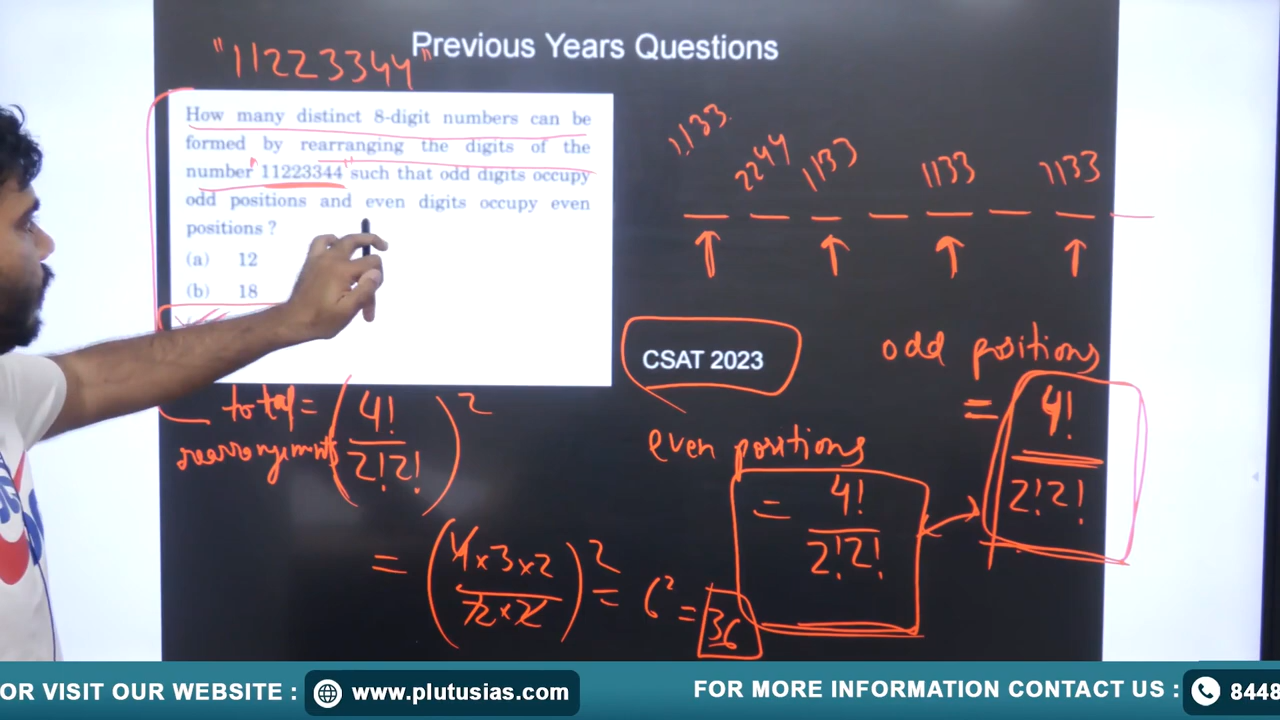 Previous Years Questions
"11223344"
How many distinct 8-digit numbers can be
formed by rearranging the digits of the
number 11223344 such that odd digits occupy
odd positions and even digits occupy even
positions ?
(a) 12
(b) 18
1133
2244
1133
1133
1133
CSAT 2023
odd positions
= 4!
2!2!
even positions
= 4!
2!2!
total = (4!
rearrangements 2!2!)2
= (4×3×2
2×2)2 = 62 = 36
OR VISIT OUR WEBSITE : www.plutusias.com
FOR MORE INFORMATION CONTACT US : 8448